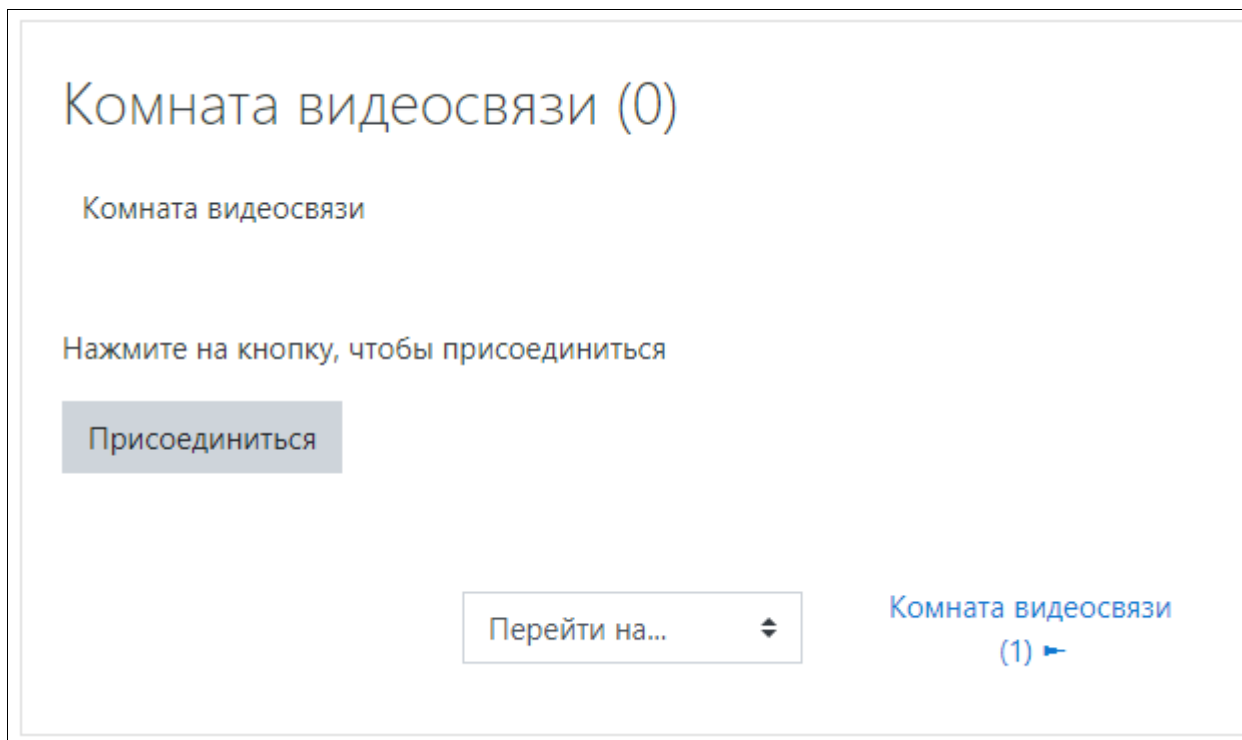 Комната видеосвязи (0)
Комната видеосвязи
Нажмите на кнопку, чтобы присоединиться
Присоединиться
Перейти на...
Комната видеосвязи
(1) ►